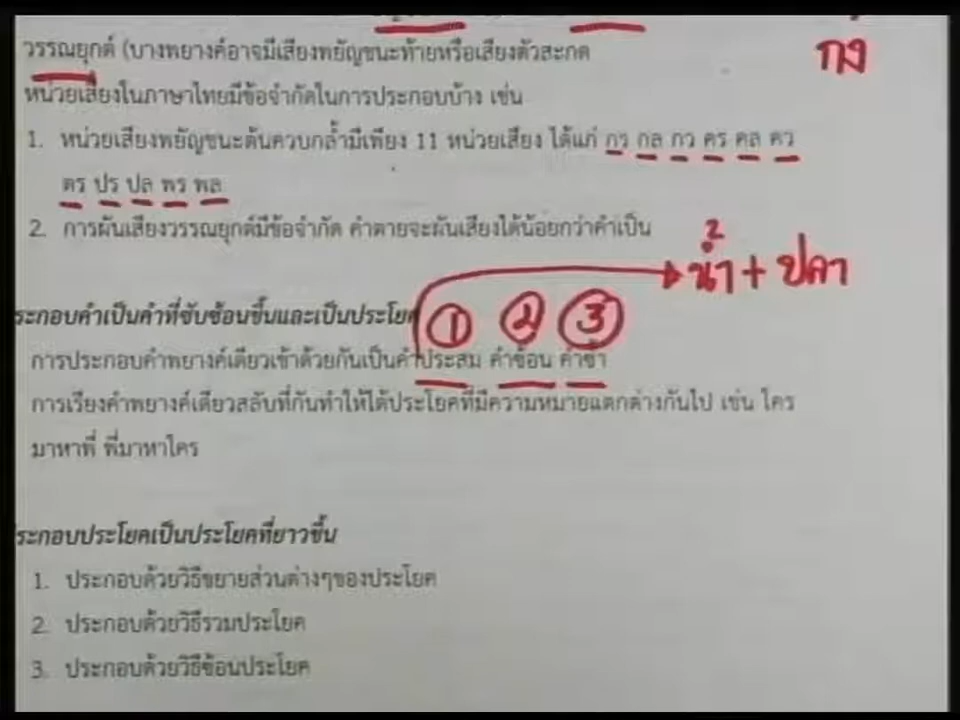 กง
วรรณยุกต์ (บางพยางค์อาจมีเสียงพยัญชนะท้ายหรือเสียงตัวสะกด
หน่วยเสียงในภาษาไทยมีข้อจำกัดในการประกอบบ้าง เช่น
1. หน่วยเสียงพยัญชนะต้นควบกล้ำมีเพียง 11 หน่วยเสียง ได้แก่ กร กล กว คร คล คว
ตร ปร ปล พร พล
2. การผันเสียงวรรณยุกต์มีข้อจำกัด คำตายจะผันเสียงได้น้อยกว่าคำเป็น
2
น้ำ + ปลา
ระกอบคำเป็นคำที่ซับซ้อนขึ้นและเป็นประโยค
1 2 3
การประกอบคำพยางค์เดียวเข้าด้วยกันเป็นคำประสม คำซ้อน คำซ้ำ
การเรียงคำพยางค์เดียวสลับที่กันทำให้ได้ประโยคที่มีความหมายแตกต่างกันไป เช่น ใคร
มาหาพี่ พี่มาหาใคร
ระกอบประโยคเป็นประโยคที่ยาวขึ้น
1. ประกอบด้วยวิธีขยายส่วนต่างๆของประโยค
2. ประกอบด้วยวิธีรวมประโยค
3. ประกอบด้วยวิธีซ้อนประโยค